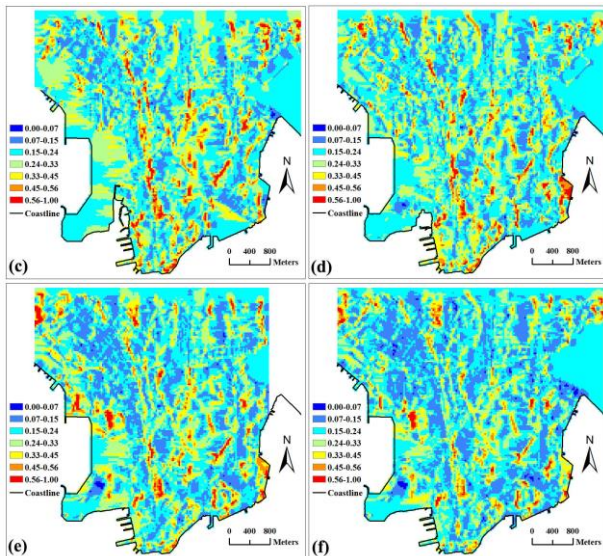 0.00-0.07
0.07-0.15
0.15-0.24
0.24-0.33
0.33-0.45
0.45-0.56
0.56-1.00
Coastline
N
0 400 800
Meters
(c)
0.00-0.07
0.07-0.15
0.15-0.24
0.24-0.33
0.33-0.45
0.45-0.56
0.56-1.00
Coastline
N
0 400 800
Meters
(d)
0.00-0.07
0.07-0.15
0.15-0.24
0.24-0.33
0.33-0.45
0.45-0.56
0.56-1.00
Coastline
N
0 400 800
Meters
(e)
0.00-0.07
0.07-0.15
0.15-0.24
0.24-0.33
0.33-0.45
0.45-0.56
0.56-1.00
Coastline
N
0 400 800
Meters
(f)